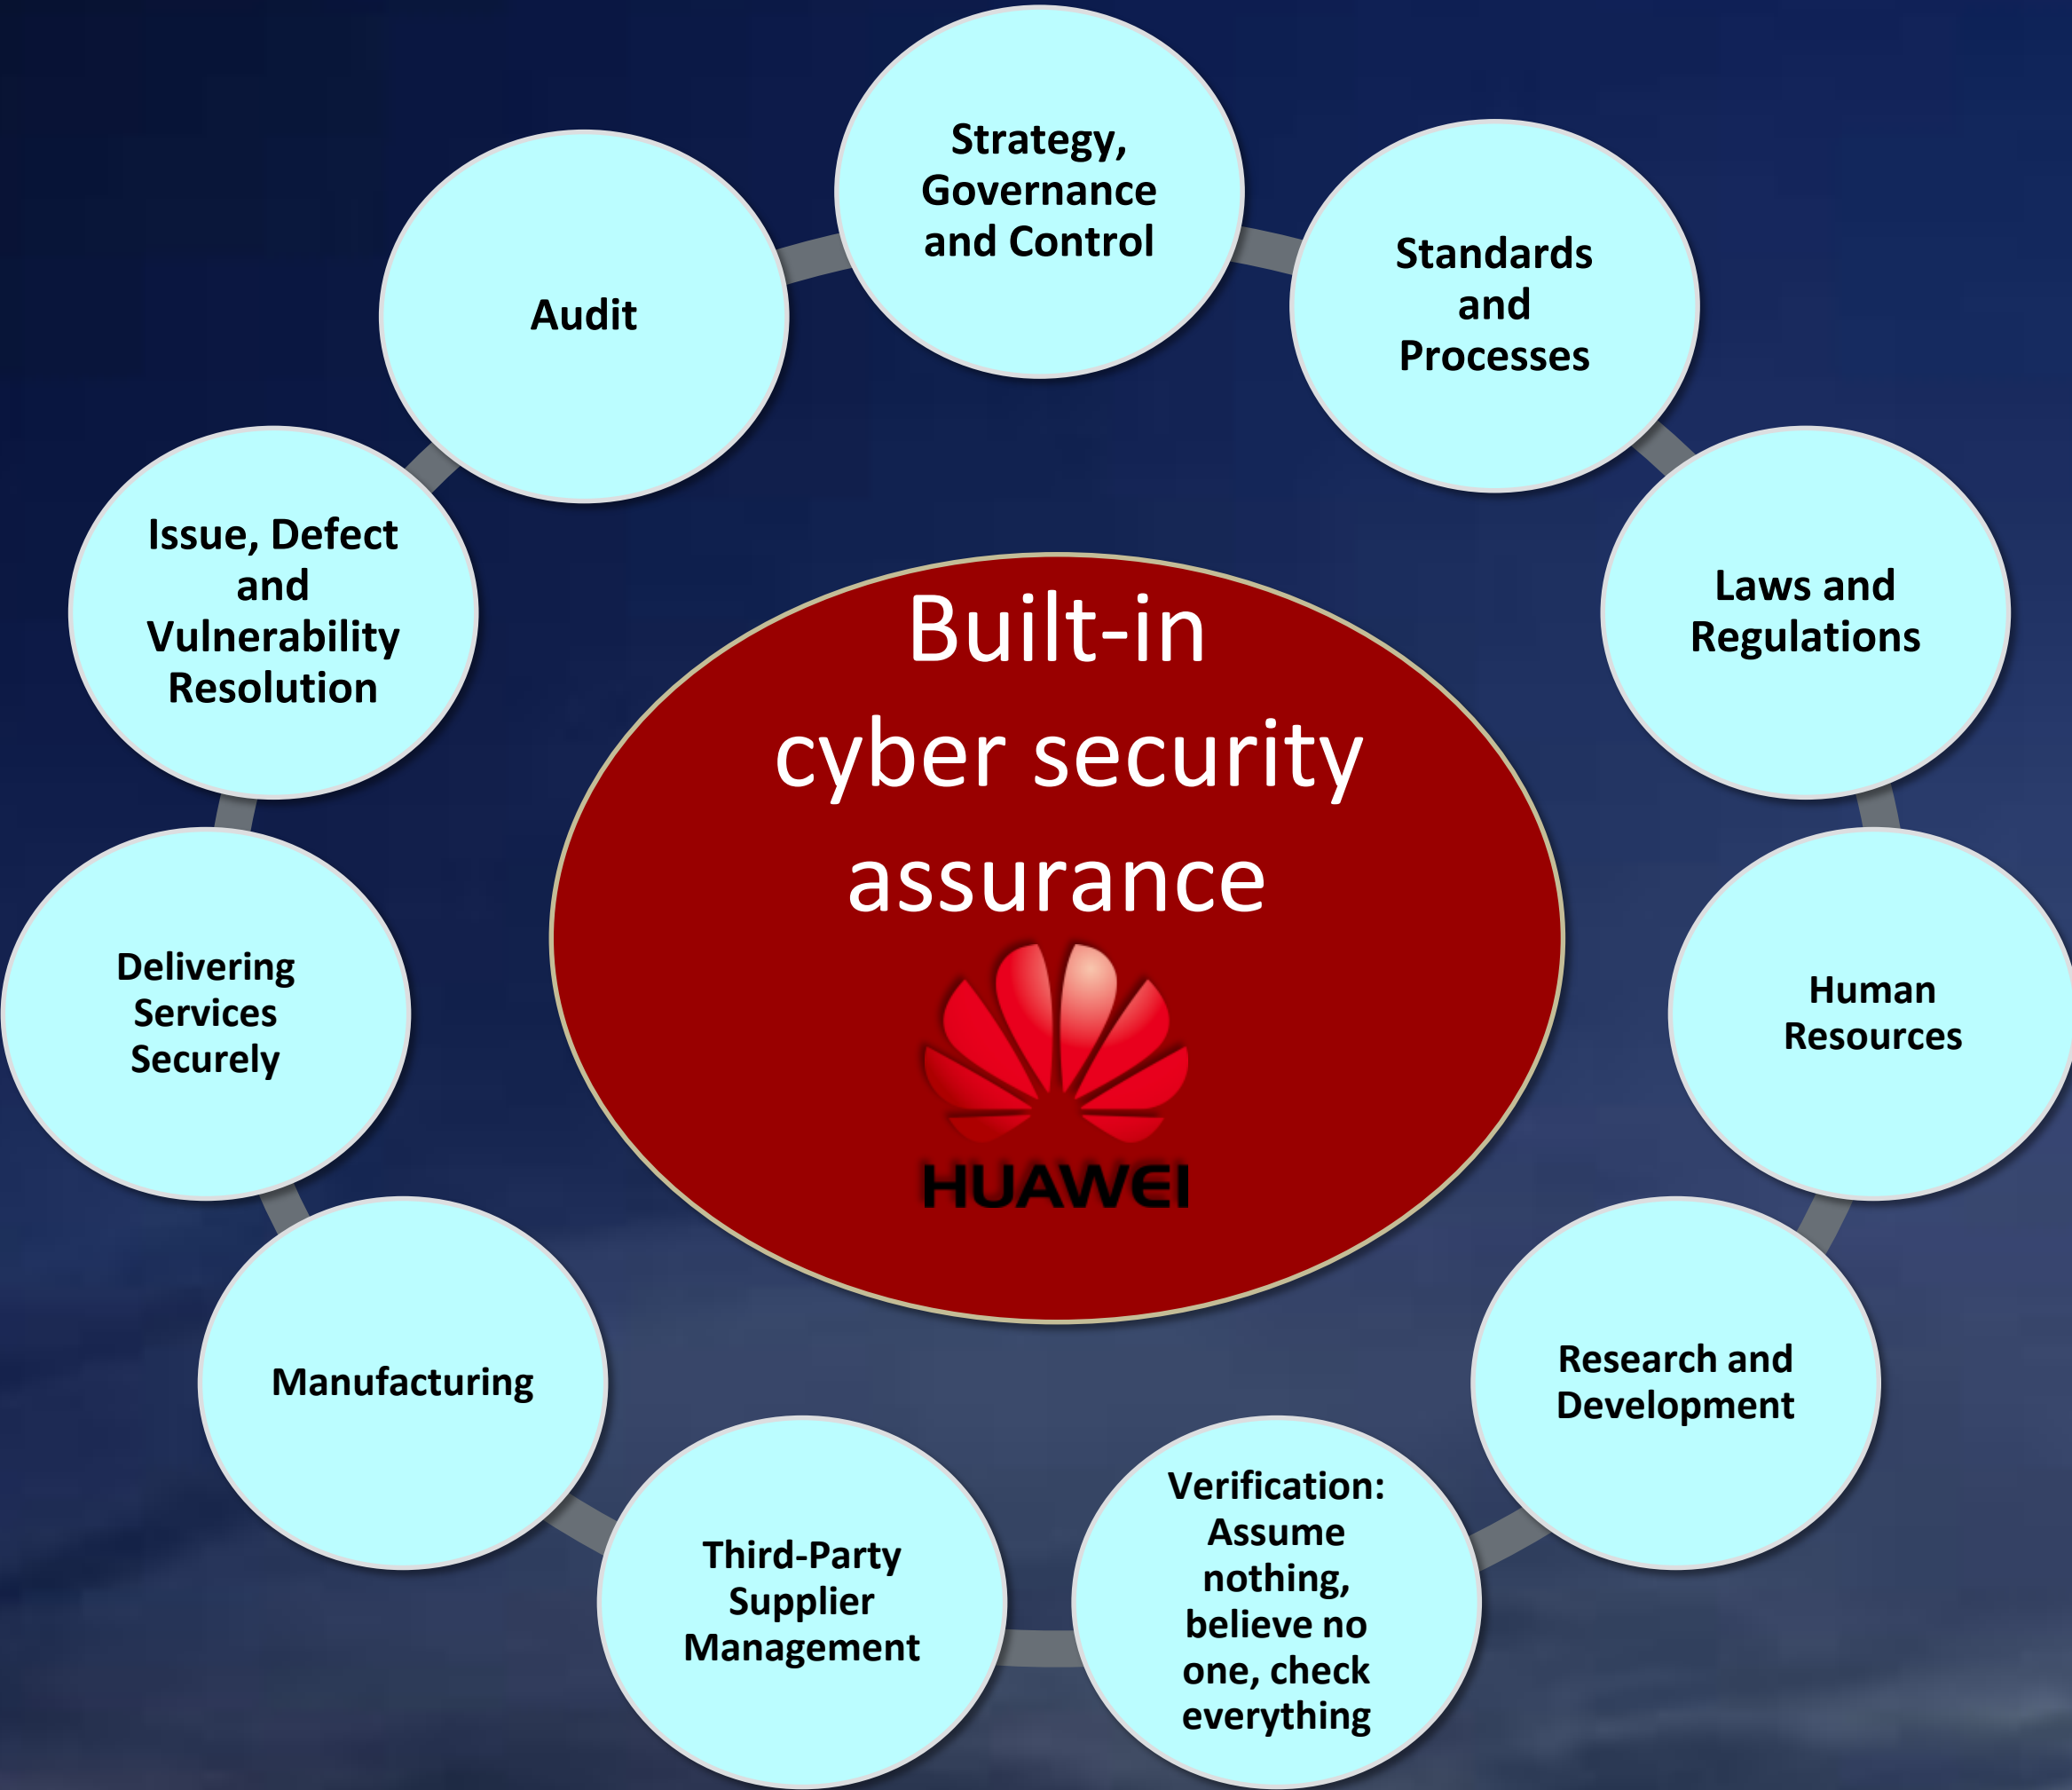 Strategy,
Governance
and Control
Standards
and
Processes
Laws and
Regulations
Human
Resources
Research and
Development
Verification:
Assume
nothing,
believe no
one, check
everything
Third-Party
Supplier
Management
Manufacturing
Delivering
Services
Securely
Issue, Defect
and
Vulnerability
Resolution
Audit
Built-in
cyber security
assurance
HUAWEI